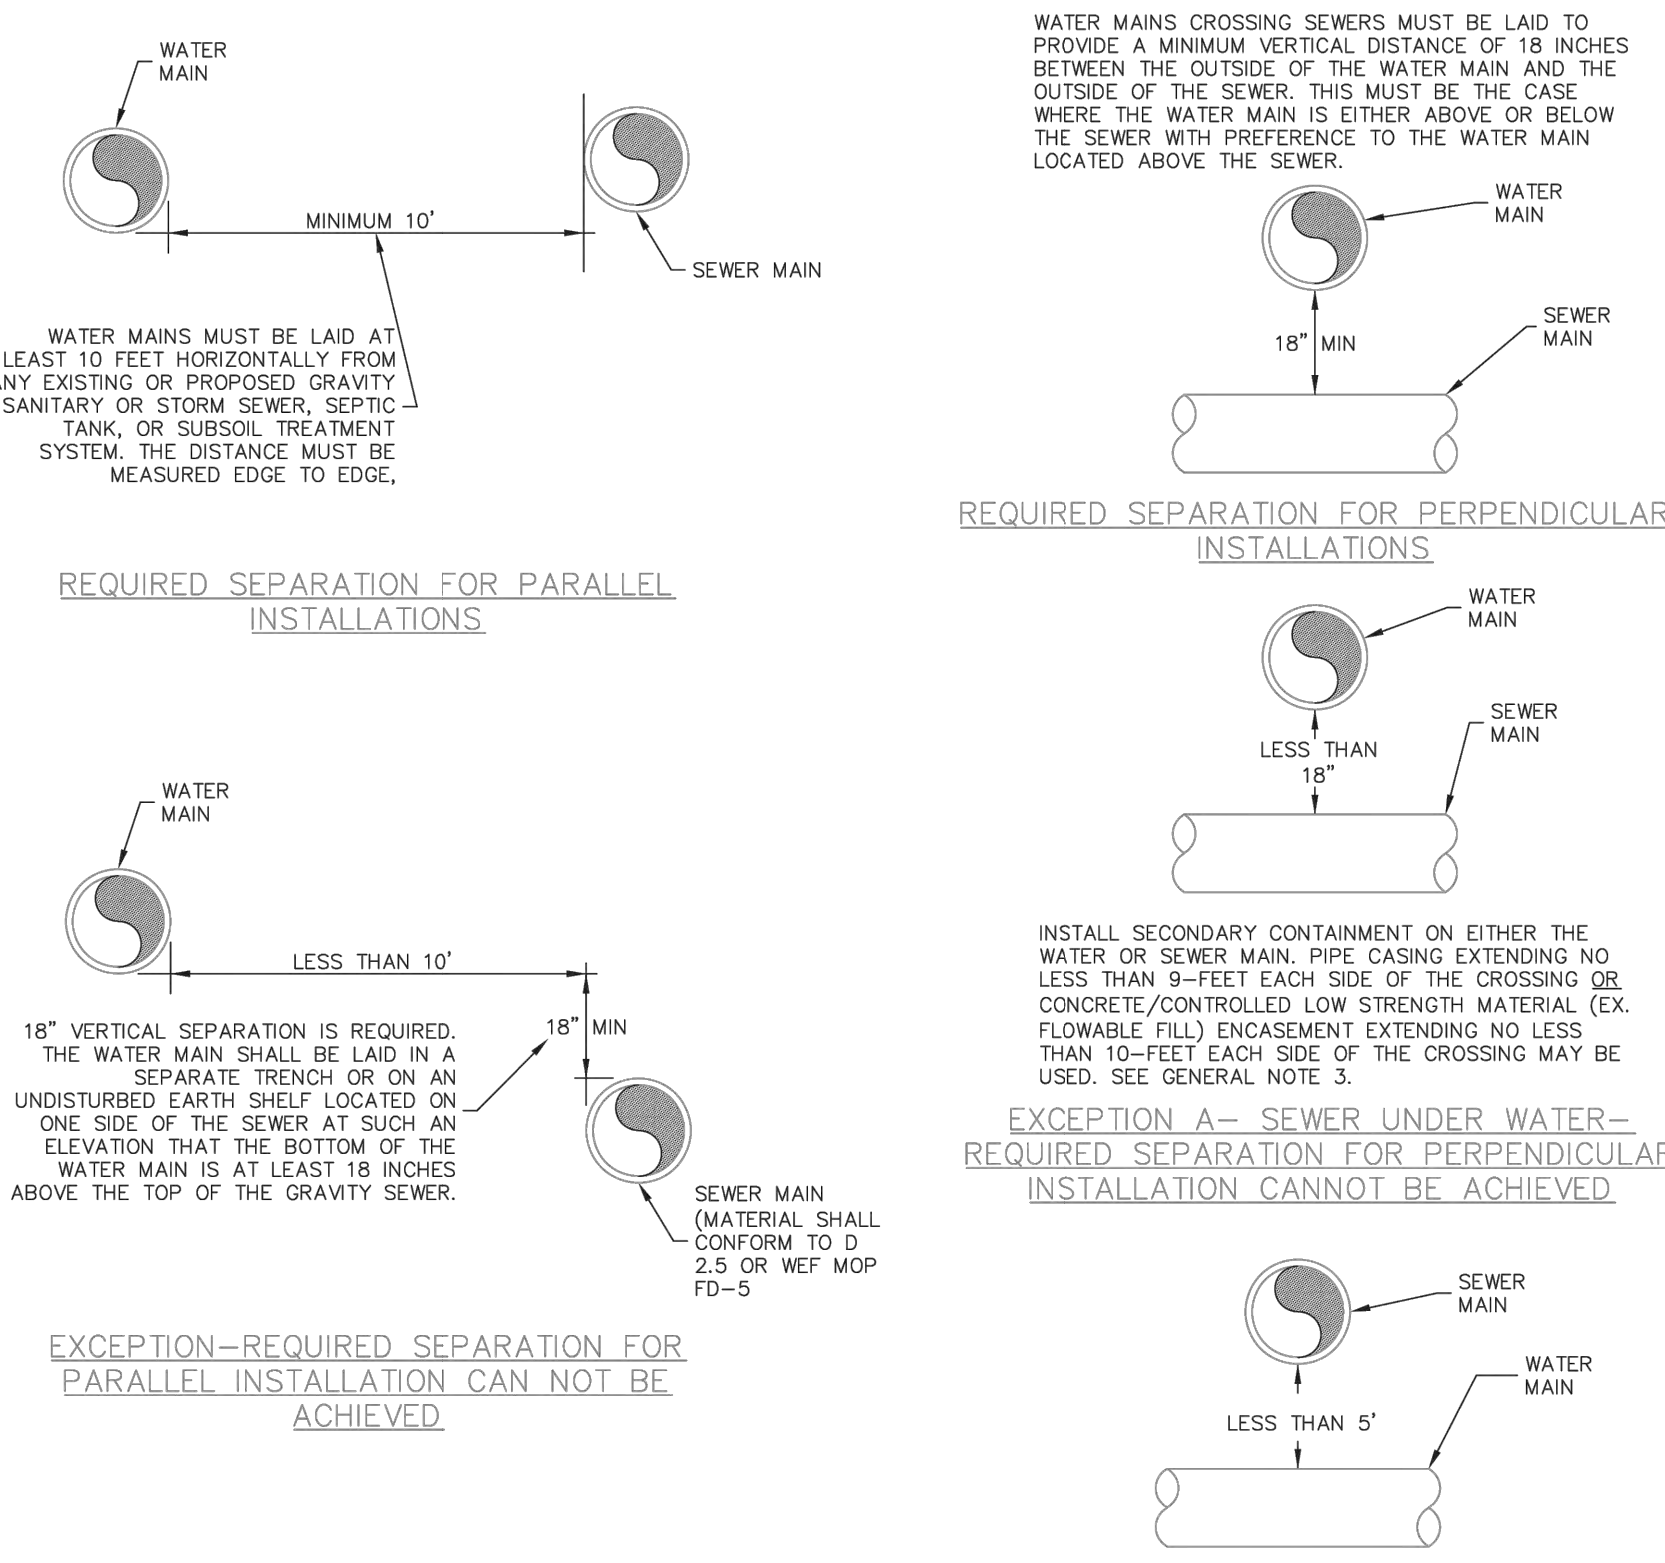 WATER
MAIN
MINIMUM 10'
SEWER MAIN
WATER MAINS MUST BE LAID AT
LEAST 10 FEET HORIZONTALLY FROM
ANY EXISTING OR PROPOSED GRAVITY
SANITARY OR STORM SEWER, SEPTIC
TANK, OR SUBSOIL TREATMENT
SYSTEM. THE DISTANCE MUST BE
MEASURED EDGE TO EDGE,
REQUIRED SEPARATION FOR PARALLEL
INSTALLATIONS
WATER
MAIN
LESS THAN 10'
18" MIN
18" VERTICAL SEPARATION IS REQUIRED.
THE WATER MAIN SHALL BE LAID IN A
SEPARATE TRENCH OR ON AN
UNDISTURBED EARTH SHELF LOCATED ON
ONE SIDE OF THE SEWER AT SUCH AN
ELEVATION THAT THE BOTTOM OF THE
WATER MAIN IS AT LEAST 18 INCHES
ABOVE THE TOP OF THE GRAVITY SEWER.
SEWER MAIN
(MATERIAL SHALL
CONFORM TO D
2.5 OR WEF MOP
FD-5
EXCEPTION-REQUIRED SEPARATION FOR
PARALLEL INSTALLATION CAN NOT BE
ACHIEVED
WATER MAINS CROSSING SEWERS MUST BE LAID TO
PROVIDE A MINIMUM VERTICAL DISTANCE OF 18 INCHES
BETWEEN THE OUTSIDE OF THE WATER MAIN AND THE
OUTSIDE OF THE SEWER. THIS MUST BE THE CASE
WHERE THE WATER MAIN IS EITHER ABOVE OR BELOW
THE SEWER WITH PREFERENCE TO THE WATER MAIN
LOCATED ABOVE THE SEWER.
WATER
MAIN
18" MIN
SEWER
MAIN
REQUIRED SEPARATION FOR PERPENDICULAR
INSTALLATIONS
WATER
MAIN
SEWER
MAIN
LESS THAN
18"
INSTALL SECONDARY CONTAINMENT ON EITHER THE
WATER OR SEWER MAIN. PIPE CASING EXTENDING NO
LESS THAN 9-FEET EACH SIDE OF THE CROSSING OR
CONCRETE/CONTROLLED LOW STRENGTH MATERIAL (EX.
FLOWABLE FILL) ENCASEMENT EXTENDING NO LESS
THAN 10-FEET EACH SIDE OF THE CROSSING MAY BE
USED. SEE GENERAL NOTE 3.
EXCEPTION A- SEWER UNDER WATER-
REQUIRED SEPARATION FOR PERPENDICULAR
INSTALLATION CANNOT BE ACHIEVED
SEWER
MAIN
WATER
MAIN
LESS THAN 5'